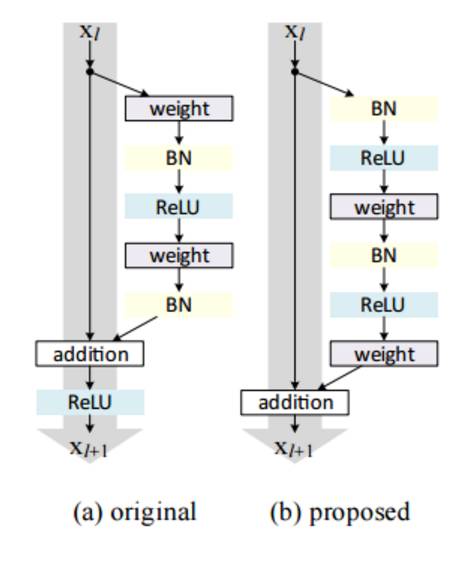 x_l
weight
BN
ReLU
weight
BN
addition
ReLU
x_{l+1}
(a) original
x_l
BN
ReLU
weight
BN
ReLU
weight
addition
x_{l+1}
(b) proposed